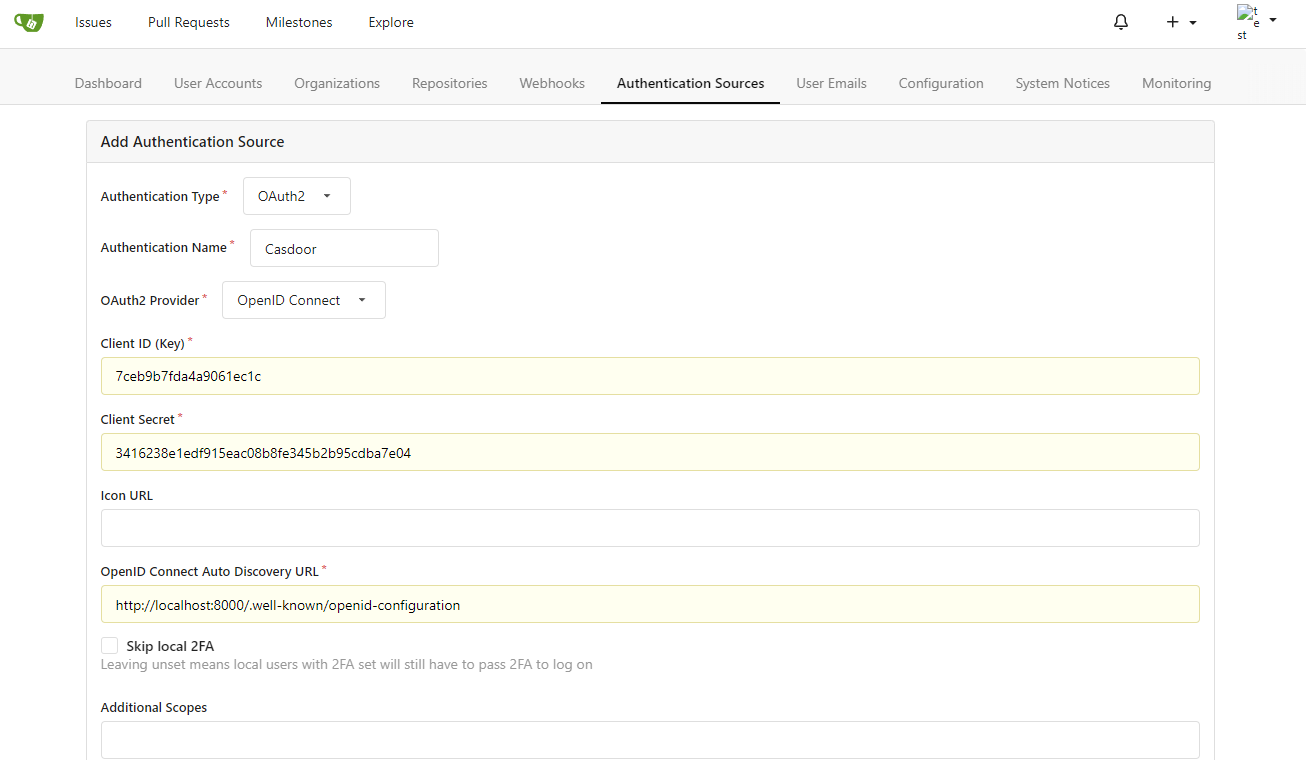 Issues Pull Requests Milestones Explore
test
Dashboard User Accounts Organizations Repositories Webhooks Authentication Sources User Emails Configuration System Notices Monitoring
Add Authentication Source
Authentication Type * OAuth2
Authentication Name * Casdoor
OAuth2 Provider * OpenID Connect
Client ID (Key) *
7ceb9b7fda4a9061ec1c
Client Secret *
3416238e1edf915eac08b8fe345b2b95cdba7e04
Icon URL
OpenID Connect Auto Discovery URL *
http://localhost:8000/.well-known/openid-configuration
Skip local 2FA
Leaving unset means local users with 2FA set will still have to pass 2FA to log on
Additional Scopes